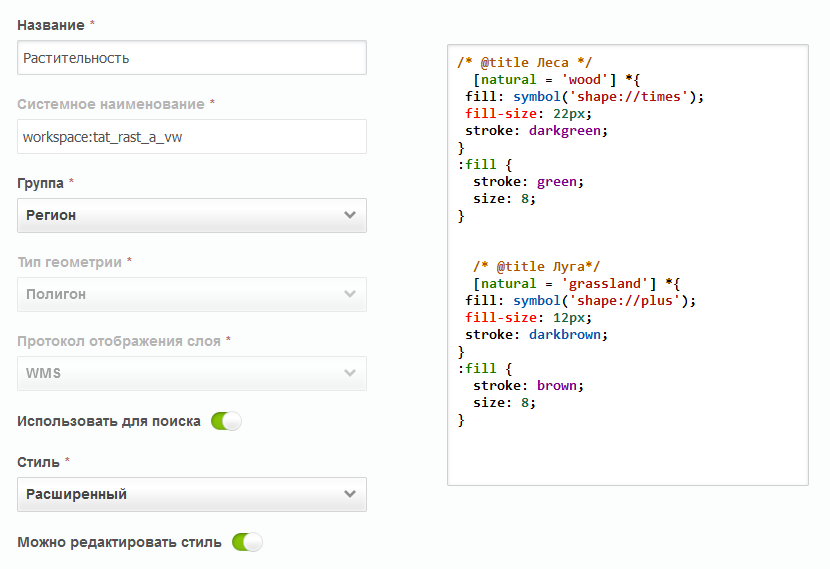 Название *
Растительность
Системное наименование *
workspace:tat_rast_a_vw
Группа *
Регион
Тип геометрии *
Полигон
Протокол отображения слоя *
WMS
Использовать для поиска
Стиль *
Расширенный
Можно редактировать стиль
/* @title Леса */
[natural = 'wood'] *{
fill: symbol('shape://times');
fill-size: 22px;
stroke: darkgreen;
}
:fill {
stroke: green;
size: 8;
}
/* @title Луга*/
[natural = 'grassland'] *{
fill: symbol('shape://plus');
fill-size: 12px;
stroke: darkbrown;
}
:fill {
stroke: brown;
size: 8;
}